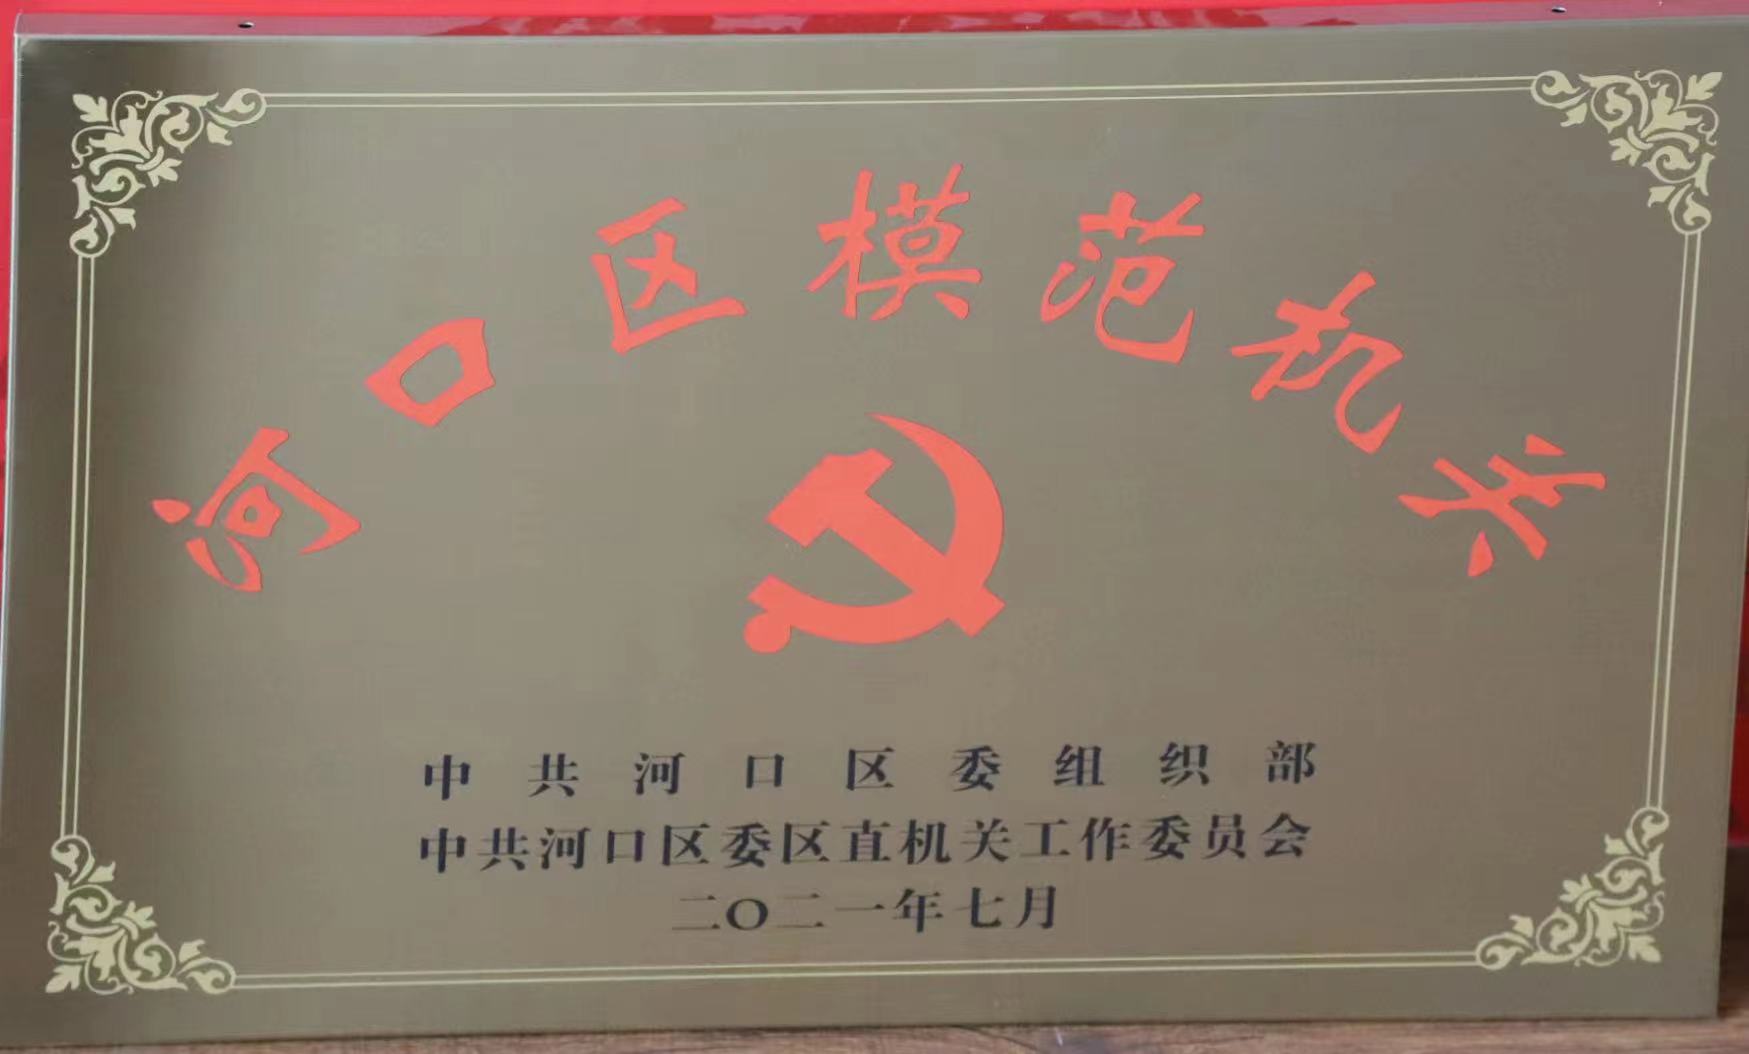 河口区模范机关
中共河口区委组织部
中共河口区委区直机关工作委员会
二〇二一年七月